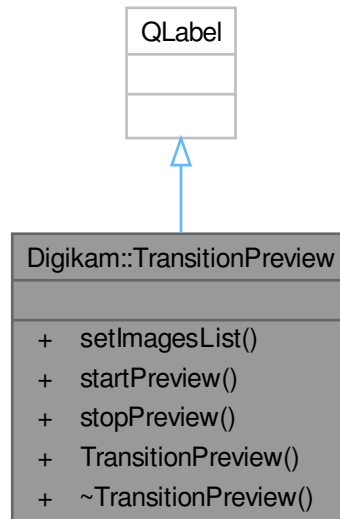 QLabel
Digikam::TransitionPreview
+ setImagesList()
+ startPreview()
+ stopPreview()
+ TransitionPreview()
+ ~TransitionPreview()